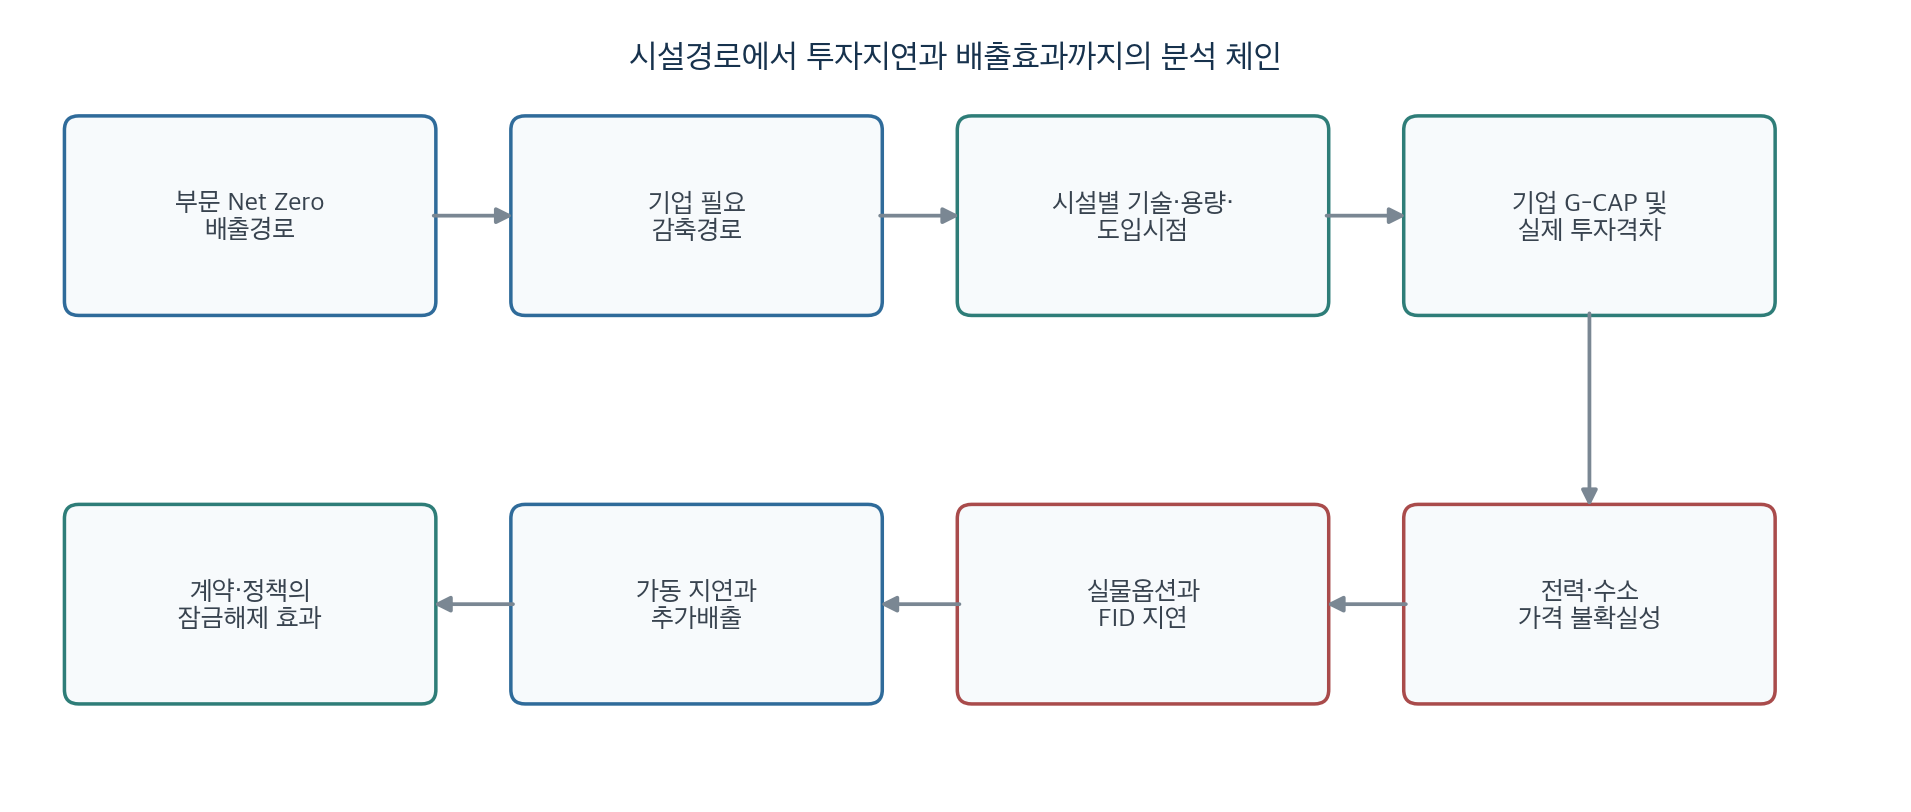 시설경로에서 투자지연과 배출효과까지의 분석 체인
부문 Net Zero
배출경로
기업 필요
감축경로
시설별 기술·용량·
도입시점
기업 G-CAP 및
실제 투자격차
전력·수소
가격 불확실성
실물옵션과
FID 지연
가동 지연과
추가배출
계약·정책의
잠금해제 효과